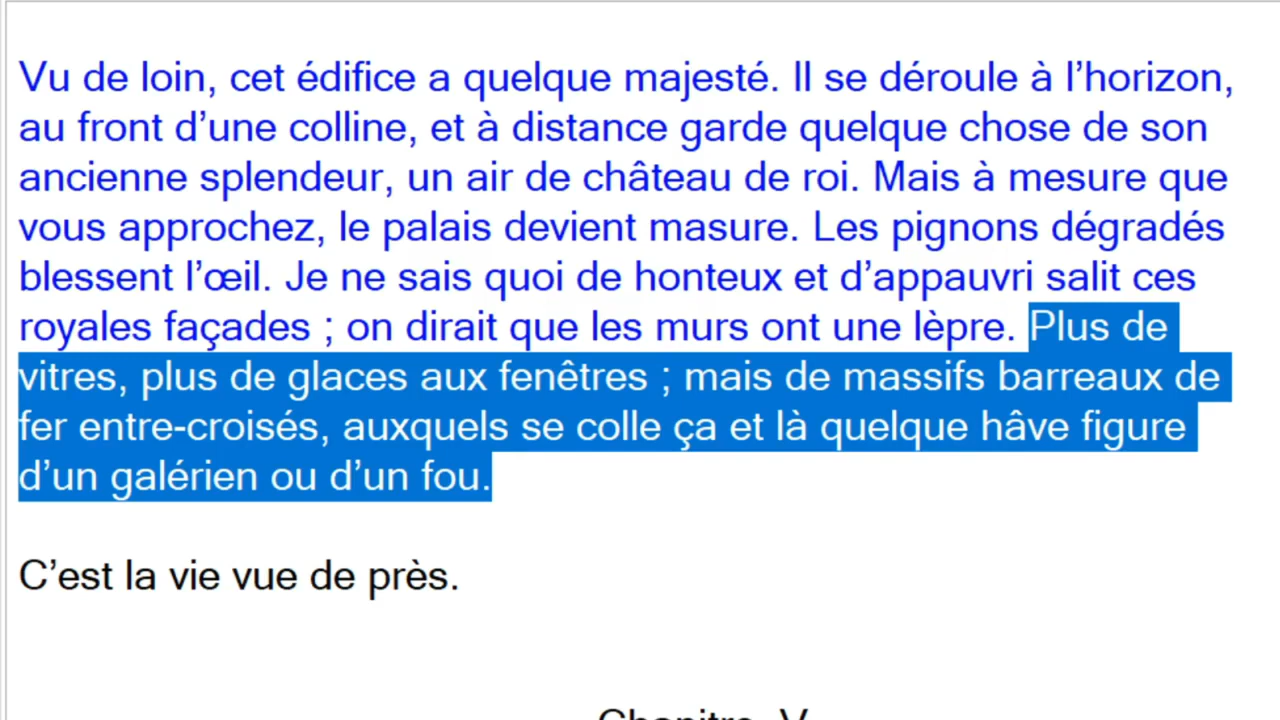 Vu de loin, cet édifice a quelque majesté. Il se déroule à l’horizon,
au front d’une colline, et à distance garde quelque chose de son
ancienne splendeur, un air de château de roi. Mais à mesure que
vous approchez, le palais devient masure. Les pignons dégradés
blessent l’œil. Je ne sais quoi de honteux et d’appauvri salit ces
royales façades ; on dirait que les murs ont une lèpre. Plus de
vitres, plus de glaces aux fenêtres ; mais de massifs barreaux de
fer entre-croisés, auxquels se colle ça et là quelque hâve figure
d’un galérien ou d’un fou.
C’est la vie vue de près.
Chapitre V